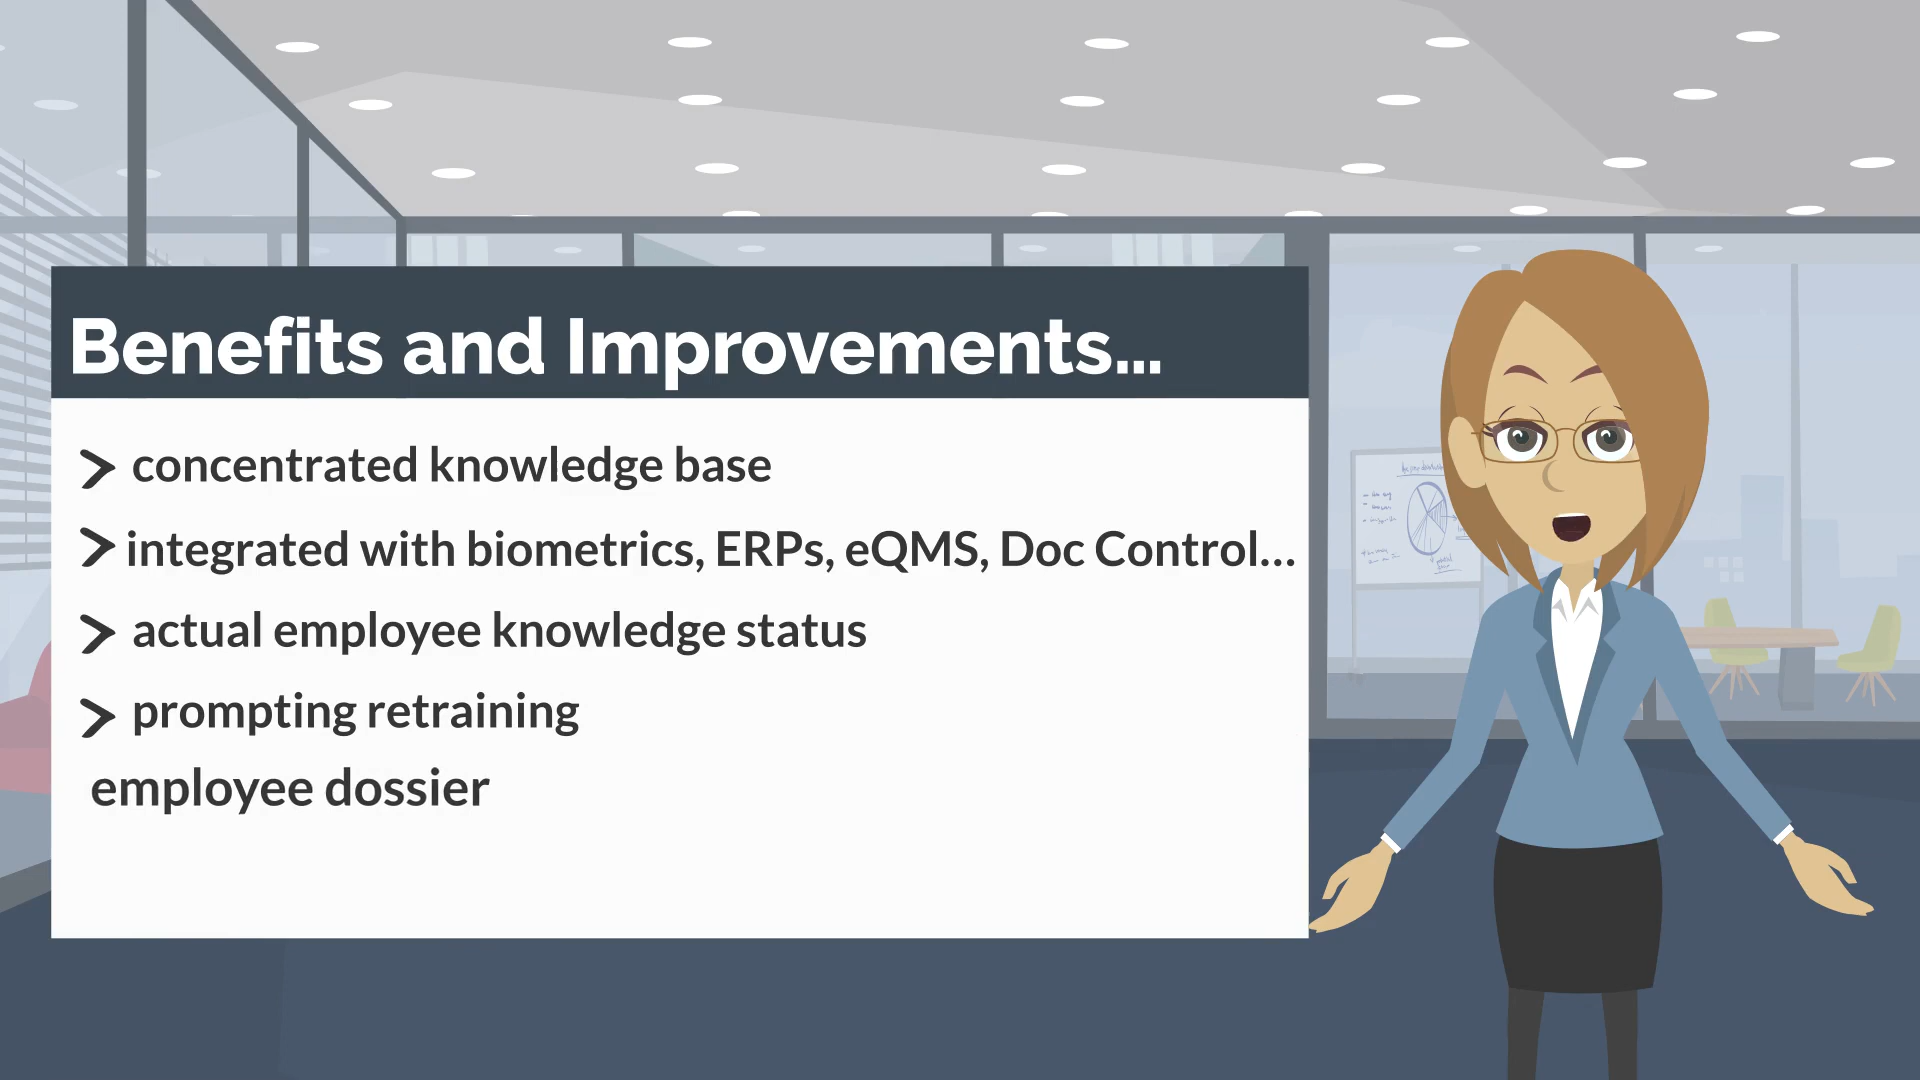 Benefits and Improvements...
concentrated knowledge base
integrated with biometrics, ERPs, eQMS, Doc Control...
actual employee knowledge status
prompting retraining
employee dossier